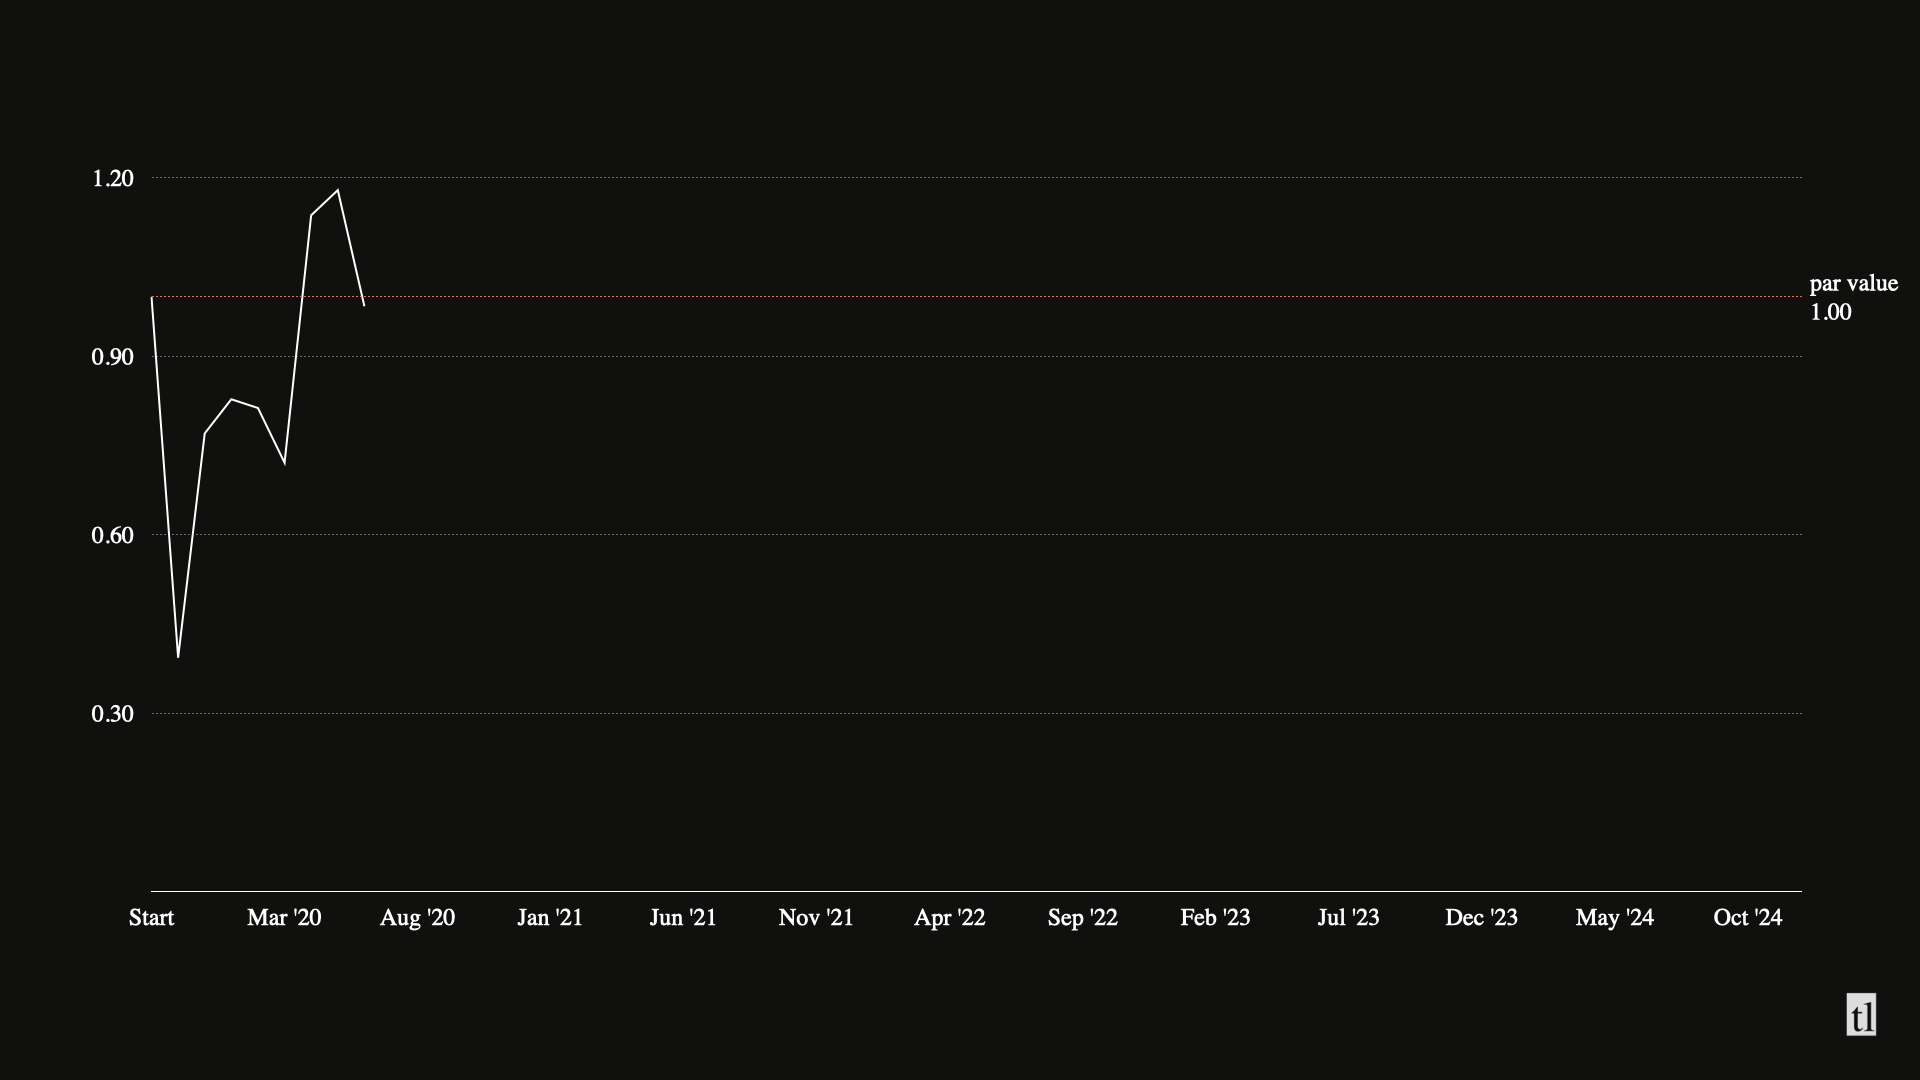 1.20
par value
1.00
0.90
0.60
0.30
Start Mar '20 Aug '20 Jan '21 Jun '21 Nov '21 Apr '22 Sep '22 Feb '23 Jul '23 Dec '23 May '24 Oct '24
tl